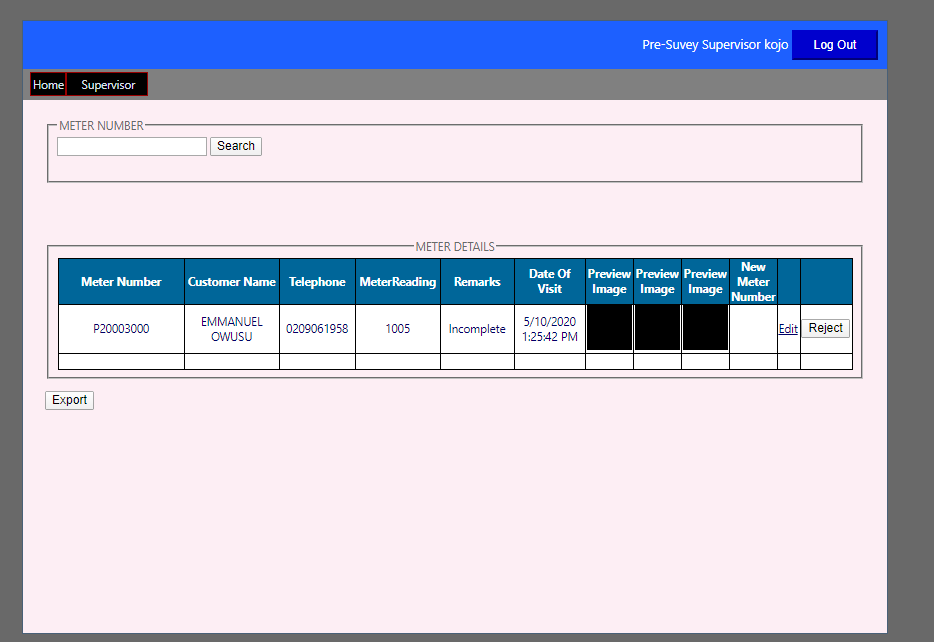 Pre-Suvey Supervisor kojo Log Out
Home Supervisor
METER NUMBER
Search
METER DETAILS
Meter Number Customer Name Telephone MeterReading Remarks Date Of Visit Preview Image Preview Image Preview Image New Meter Number
P20003000 EMMANUEL OWUSU 0209061958 1005 Incomplete 5/10/2020 1:25:42 PM Edit Reject
Export